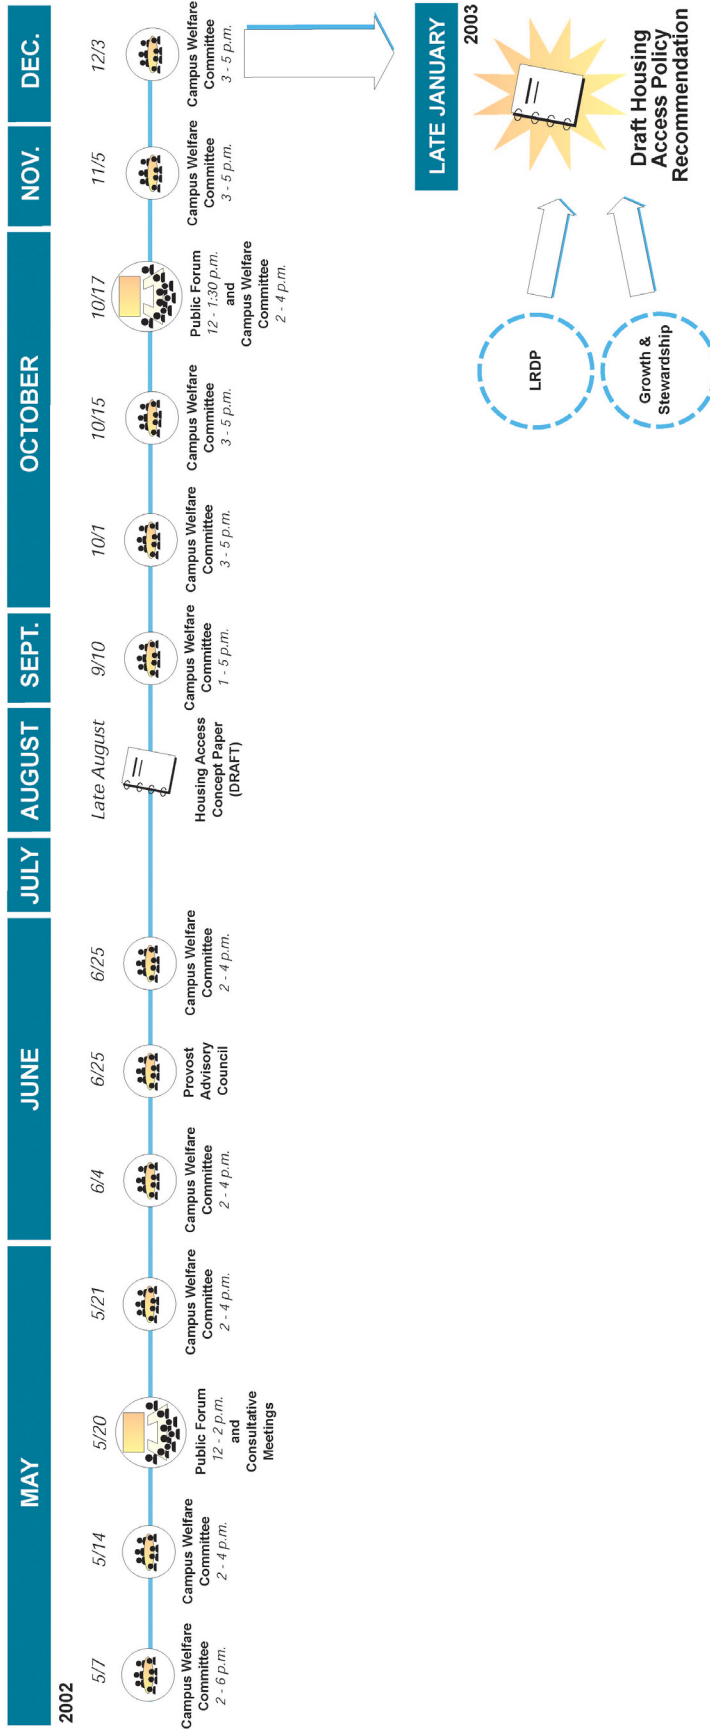 MAY
JUNE
JULY
AUGUST
SEPT.
OCTOBER
NOV.
DEC.
2002
5/7
Campus Welfare
Committee
2 - 6 p.m.
5/14
Campus Welfare
Committee
2 - 4 p.m.
5/20
Public Forum
12 - 2 p.m.
and
Consultative
Meetings
5/21
Campus Welfare
Committee
2 - 4 p.m.
6/4
Campus Welfare
Committee
2 - 4 p.m.
6/25
Provost
Advisory
Council
6/25
Campus Welfare
Committee
2 - 4 p.m.
Late August
Housing Access
Concept Paper
(DRAFT)
9/10
Campus Welfare
Committee
1 - 5 p.m.
10/1
Campus Welfare
Committee
3 - 5 p.m.
10/15
Campus Welfare
Committee
3 - 5 p.m.
10/17
Public Forum
12 - 1:30 p.m.
and
Campus Welfare
Committee
2 - 4 p.m.
11/5
Campus Welfare
Committee
3 - 5 p.m.
12/3
Campus Welfare
Committee
3 - 5 p.m.
LATE JANUARY
2003
LRDP
Growth &
Stewardship
Draft Housing
Access Policy
Recommendation